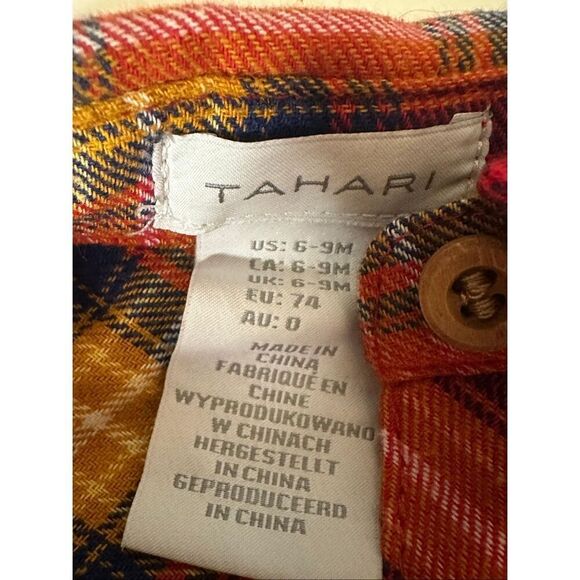 TAHARI
US: 6-9M
CA: 6-9M
UK: 6-9M
EU: 74
AU: 0
MADE IN
CHINA
FABRIQUÉ EN
CHINE
WYPRODUKOWANO
W CHINACH
HERGESTELLT
IN CHINA
GEPRODUCEERD
IN CHINA